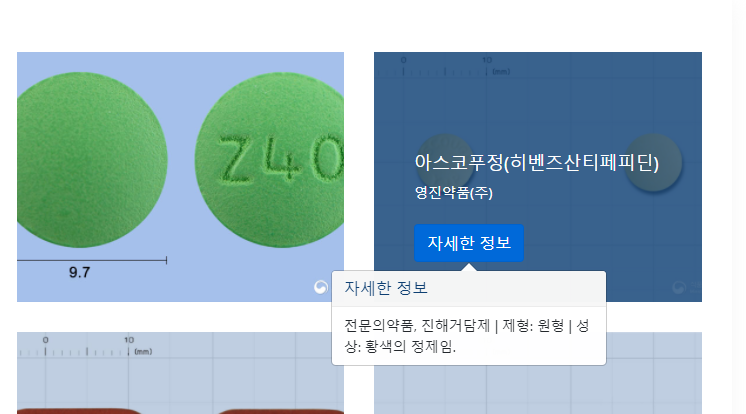 0 10
(mm)
Z40
아스코푸정(히벤즈산티페피딘)
영진약품(주)
자세한 정보
9.7
자세한 정보
전문의약품, 진해거담제 | 제형: 원형 | 성
상: 황색의 정제임.
0 10
(mm)